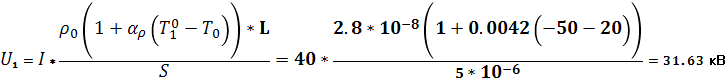 U₁ = I * ρ₀(1 + αρ(T₁⁰ − T₀)) * L / S = 40 * 2.8 * 10⁻⁸(1 + 0.0042(−50 − 20)) / 5 * 10⁻⁶ = 31.63 кВ